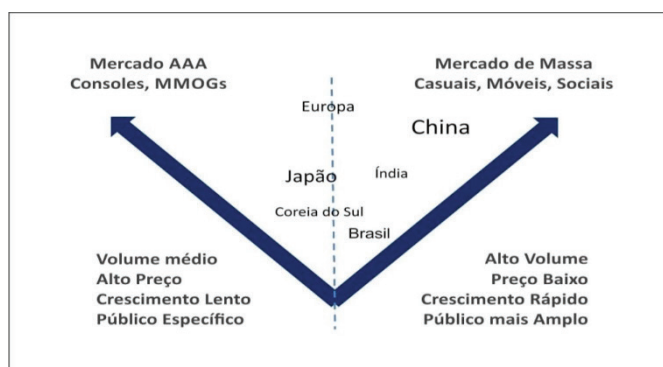 Mercado AAA
Consoles, MMOGs
Mercado de Massa
Casuais, Móveis, Sociais
Europa
China
Japão
Índia
Coreia do Sul
Brasil
Volume médio
Alto Preço
Crescimento Lento
Público Específico
Alto Volume
Preço Baixo
Crescimento Rápido
Público mais Amplo